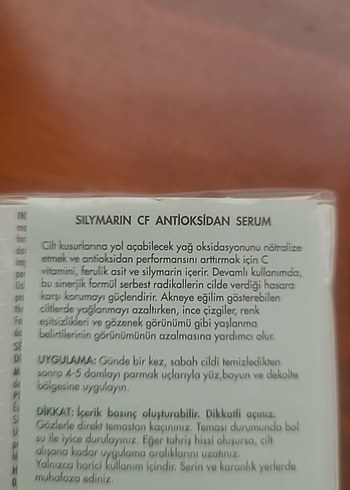 SILYMARIN CF ANTİOKSİDAN SERUM
Cilt kusurlarına yol açabilecek yağ oksidasyonunu nötralize
etmek ve antioksidan performansını arttırmak için C
vitamini, ferulik asit ve silymarin içerir. Devamlı kullanımda,
bu sinerjik formül serbest radikallerin cilde verdiği hasara
karşı korumayı güçlendirir. Akneye eğilim gösterebilen
ciltlerde yağlanmayı azaltırken, ince çizgiler, renk
eşitsizlikleri ve gözenek görünümü gibi yaşlanma
belirtilerinin görünümünün azalmasına yardımcı olur.
UYGULAMA: Günde bir kez, sabah cildi temizledikten
sonra 4-5 damlayı parmak uçlarıyla yüz,boyun ve dekolte
bölgesine uygulayın.
DİKKAT: İçerik basınç oluşturabilir. Dikkatli açınız.
Gözlerle direkt temastan kaçınınız. Teması durumunda bol
su ile iyice durulayınız. Eğer tahriş hissi oluşursa, cilt
alışana kadar uygulama aralıklarını uzatınız.
Yalnızca harici kullanım içindir. Serin ve karanlık yerlerde
muhafaza ediniz.